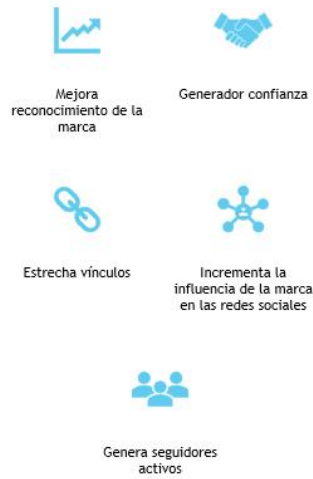 Mejora
reconocimiento de la
marca
Generador confianza
Estrecha vínculos
Incrementa la
influencia de la marca
en las redes sociales
Genera seguidores
activos